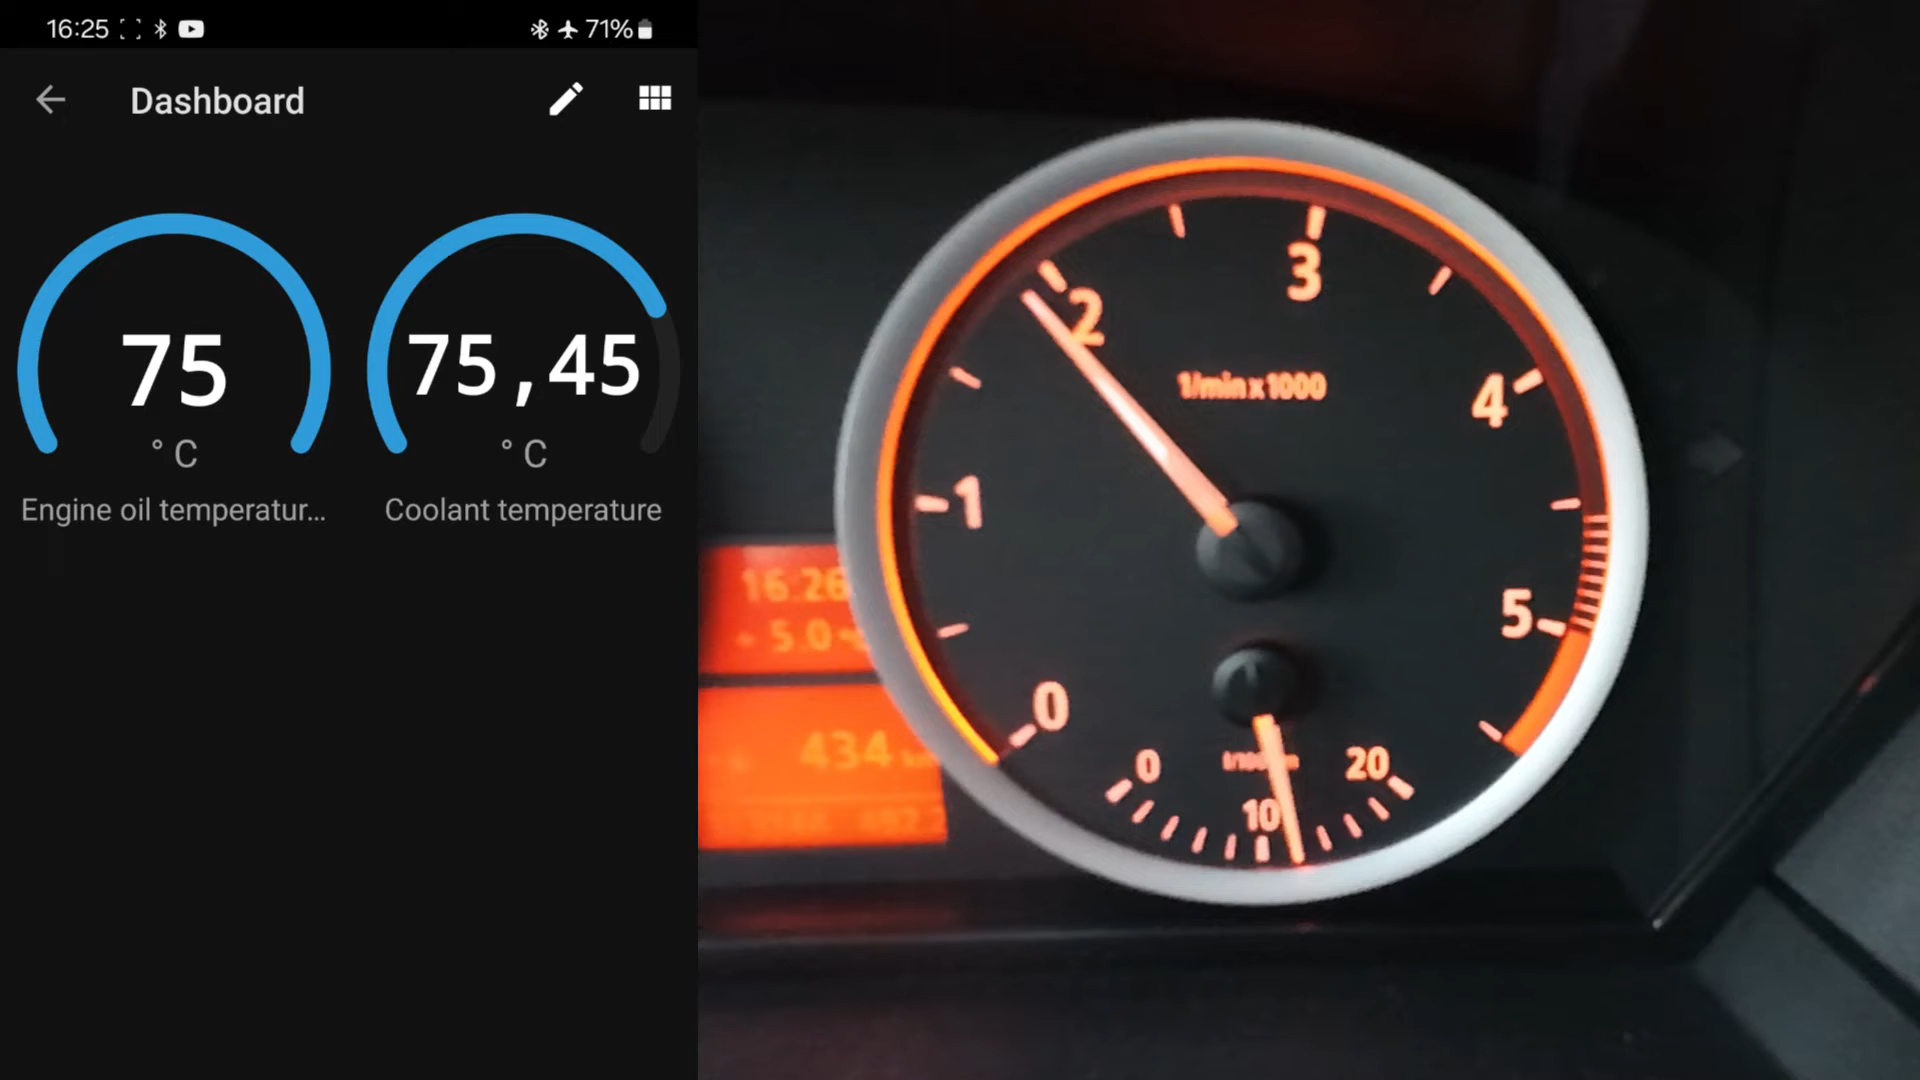 16:25
71%
Dashboard
75
° C
Engine oil temperatur...
75,45
° C
Coolant temperature
16:26
+ 5.0
434
0
1
2
3
4
5
1/min x 1000
0
10
20